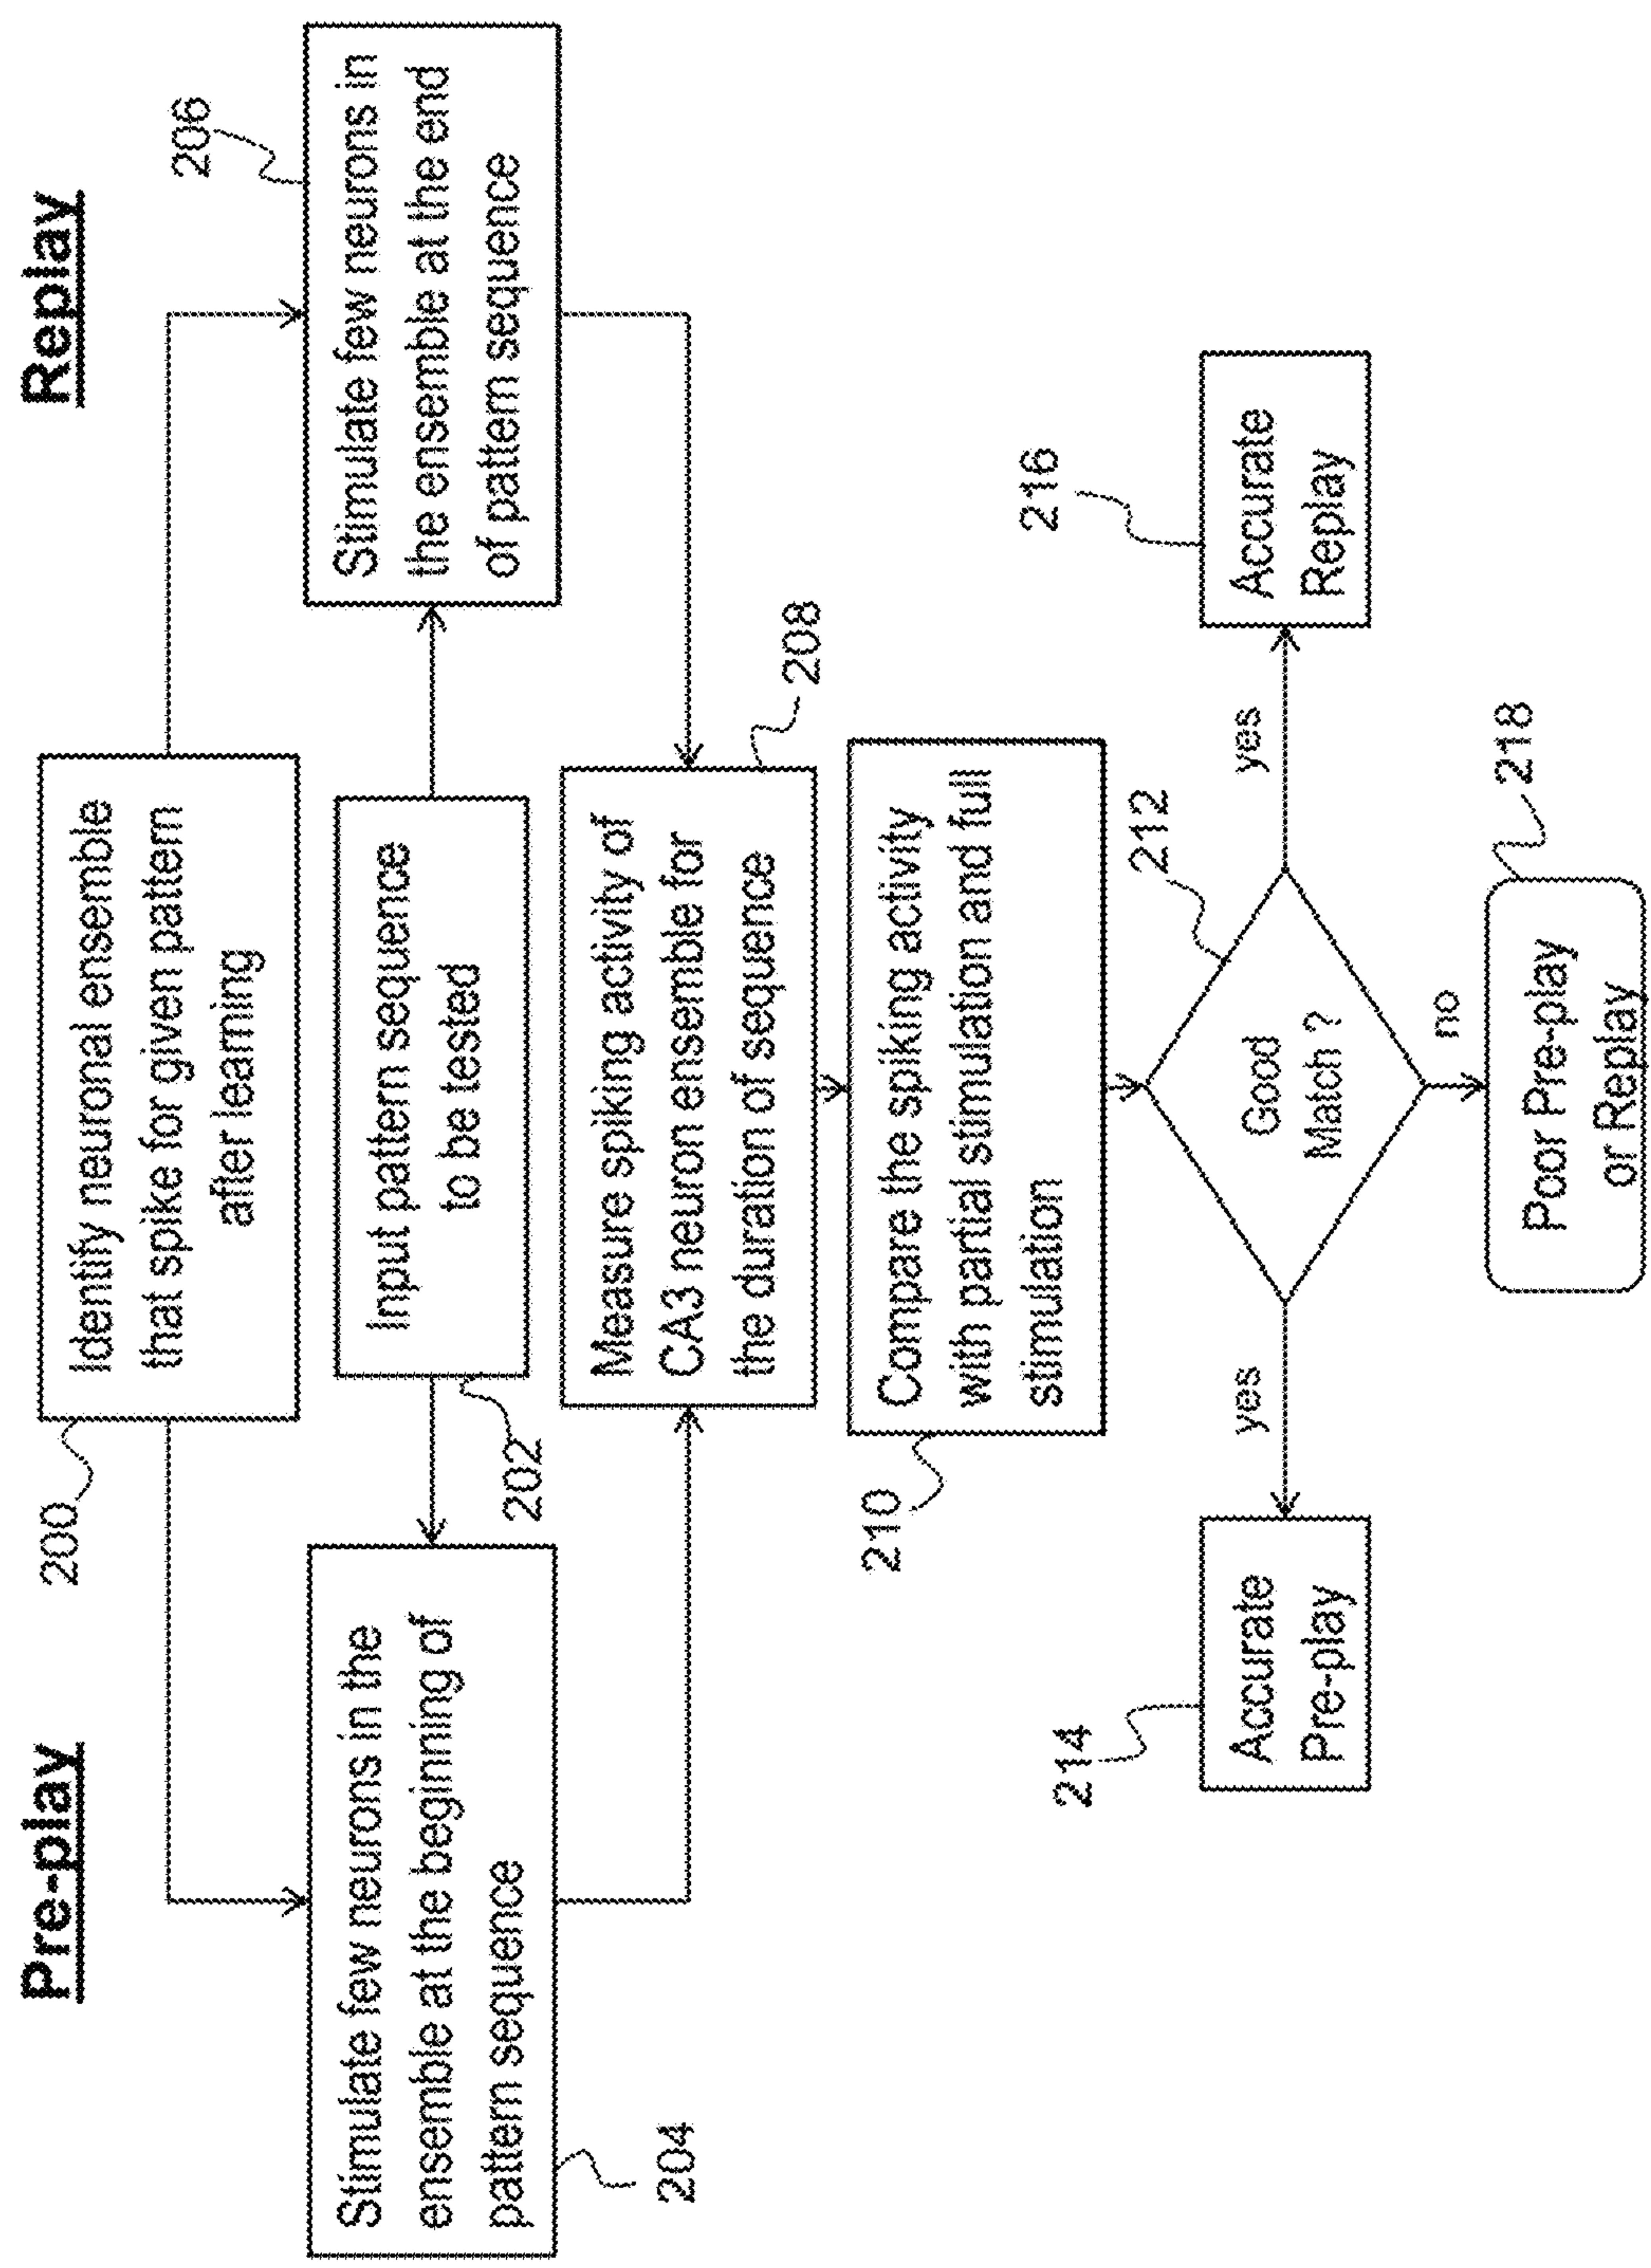 Pre-play
Replay
200
Identify neuronal ensemble
that spike for given pattern
after learning
206
Stimulate few neurons in the
ensemble at the beginning of
pattern sequence
204
Input pattern sequence
to be tested
202
Stimulate few neurons in
the ensemble at the end
of pattern sequence
Measure spiking activity of
CA3 neuron ensemble for
the duration of sequence
208
210
Compare the spiking activity
with partial stimulation and full
stimulation
212
Good
Match ?
yes
yes
no
214
Accurate
Pre-play
216
Accurate
Replay
218
Poor Pre-play
or Replay